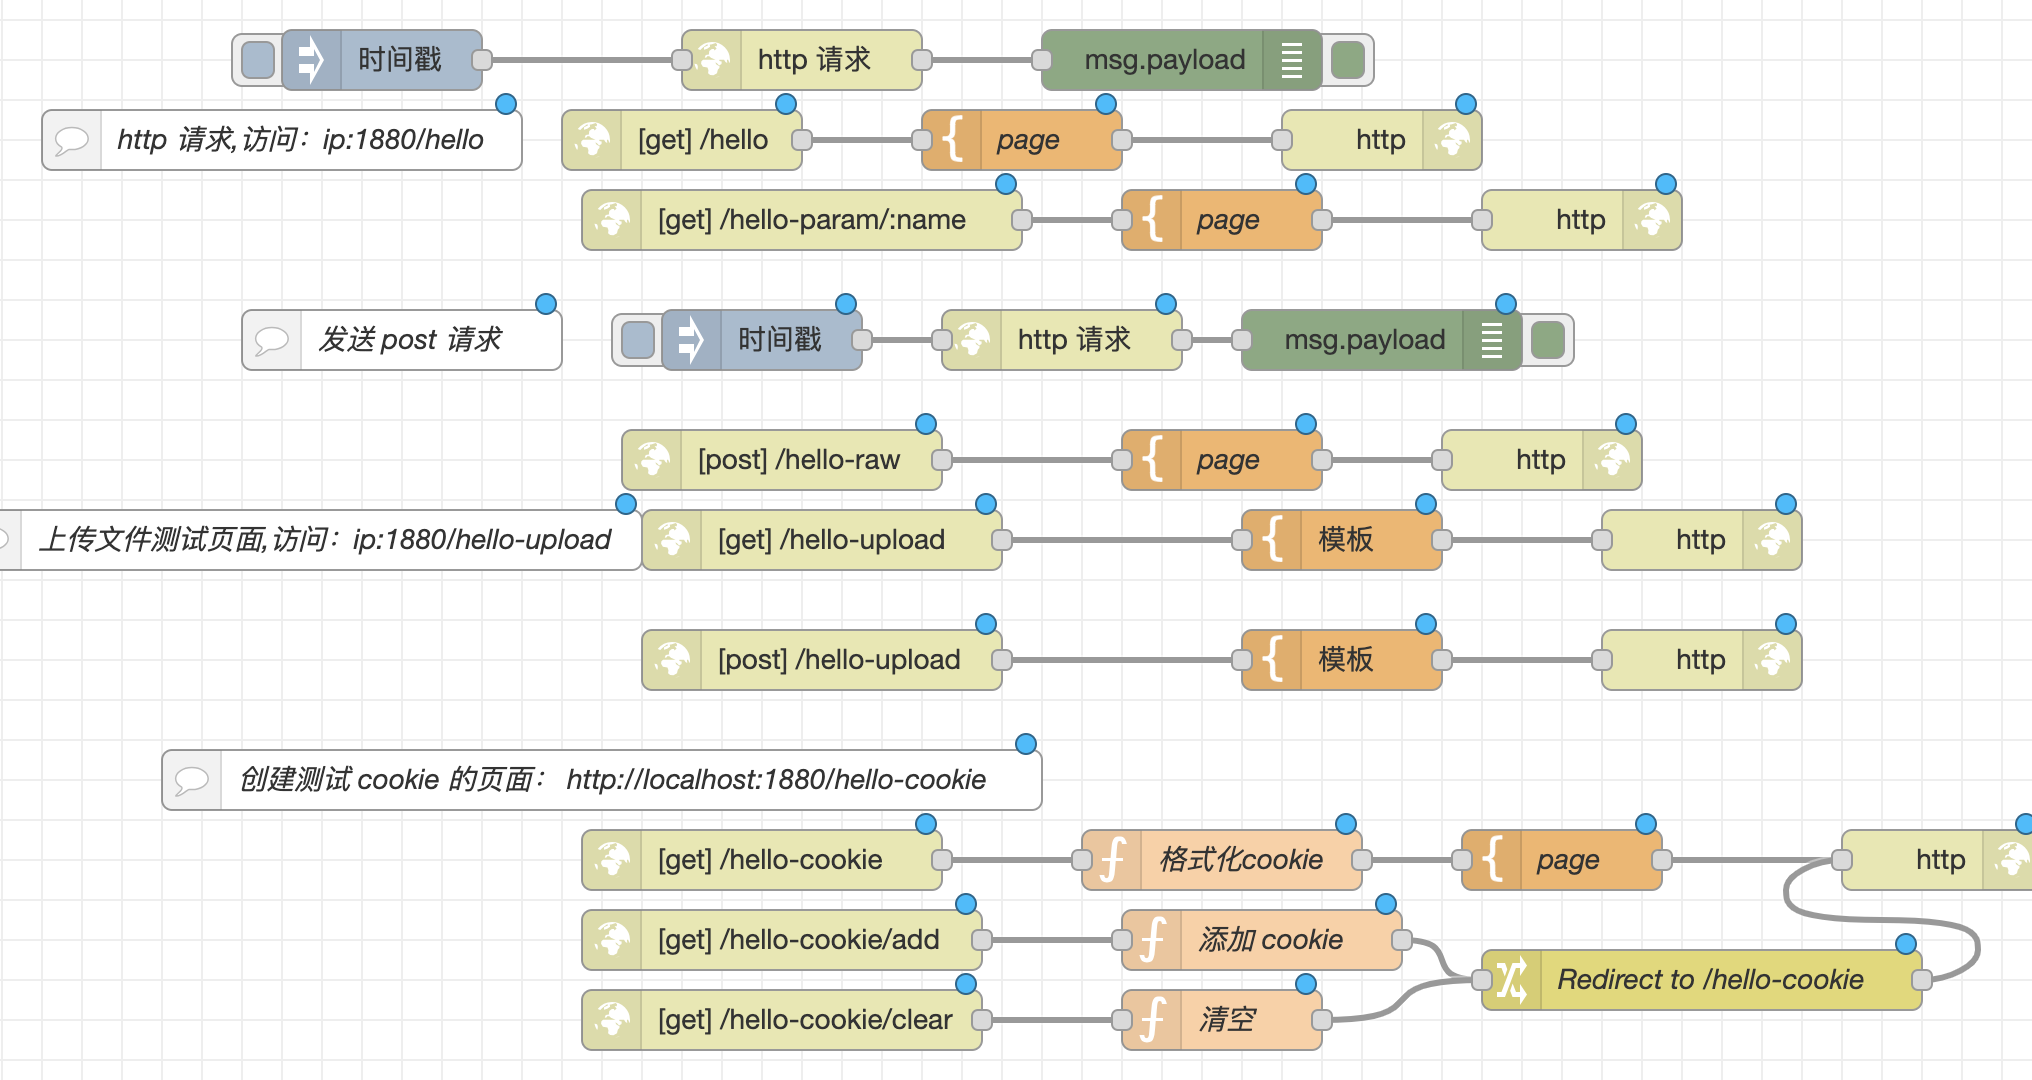 时间戳 http 请求 msg.payload
http 请求,访问：ip:1880/hello [get] /hello page http
[get] /hello-param/:name page http
发送 post 请求 时间戳 http 请求 msg.payload
[post] /hello-raw page http
上传文件测试页面,访问：ip:1880/hello-upload [get] /hello-upload 模板 http
[post] /hello-upload 模板 http
创建测试 cookie 的页面： http://localhost:1880/hello-cookie
[get] /hello-cookie 格式化cookie page http
[get] /hello-cookie/add 添加 cookie
Redirect to /hello-cookie
[get] /hello-cookie/clear 清空